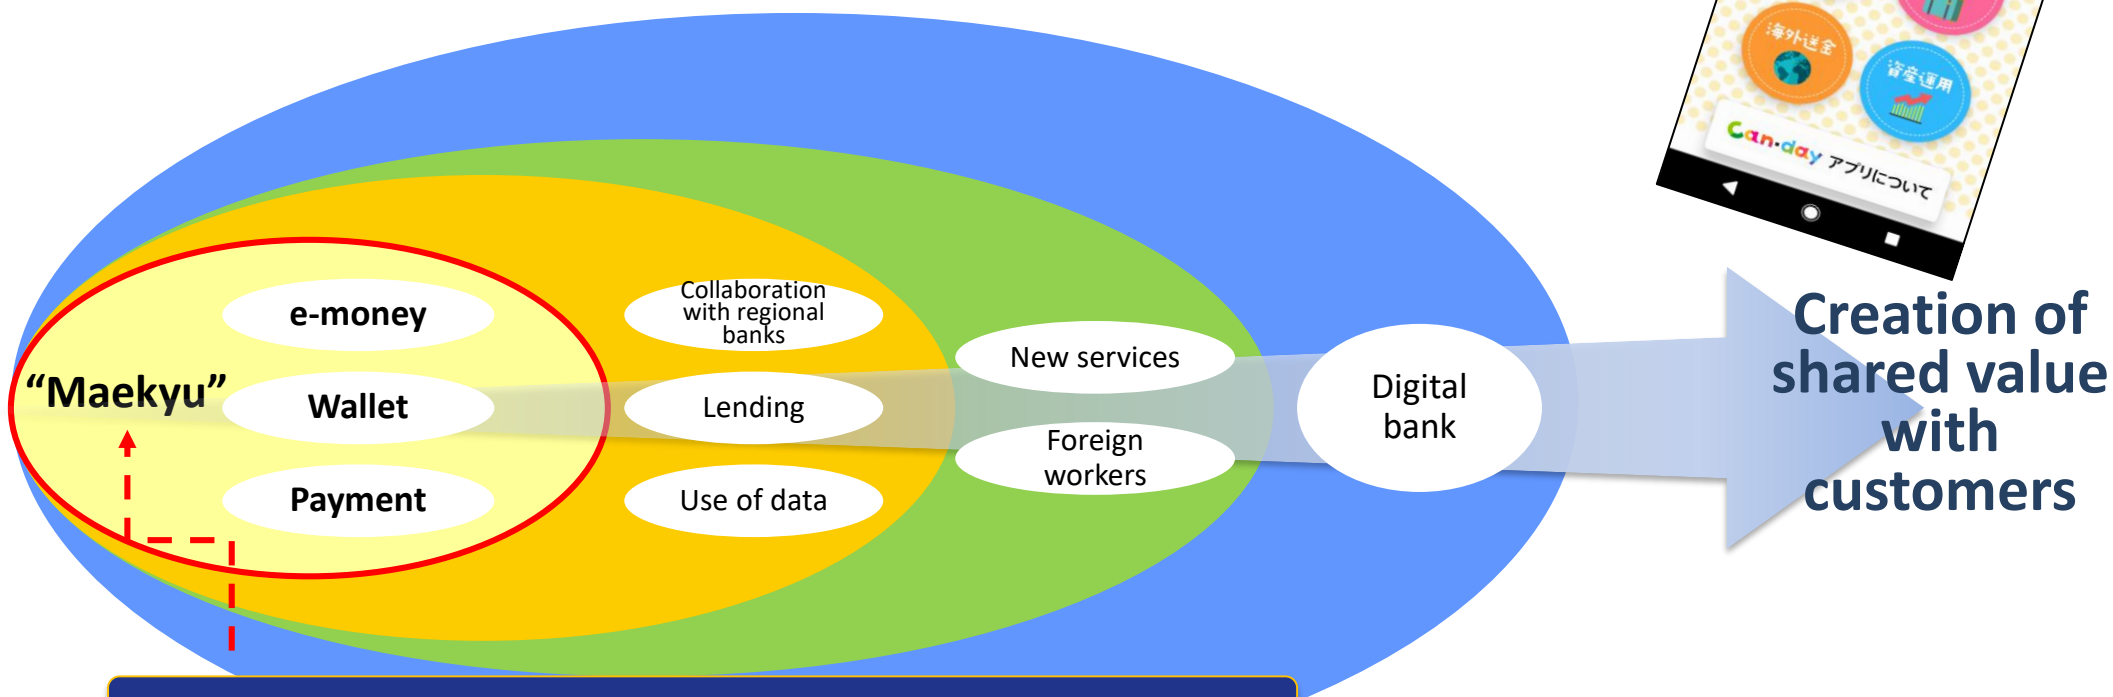 海外送金
資産運用
Can·day アプリについて
e-money
Collaboration
with regional
banks
New services
Creation of
shared value
with
customers
“Maekyu”
Wallet
Lending
Digital
bank
Foreign
workers
Payment
Use of data